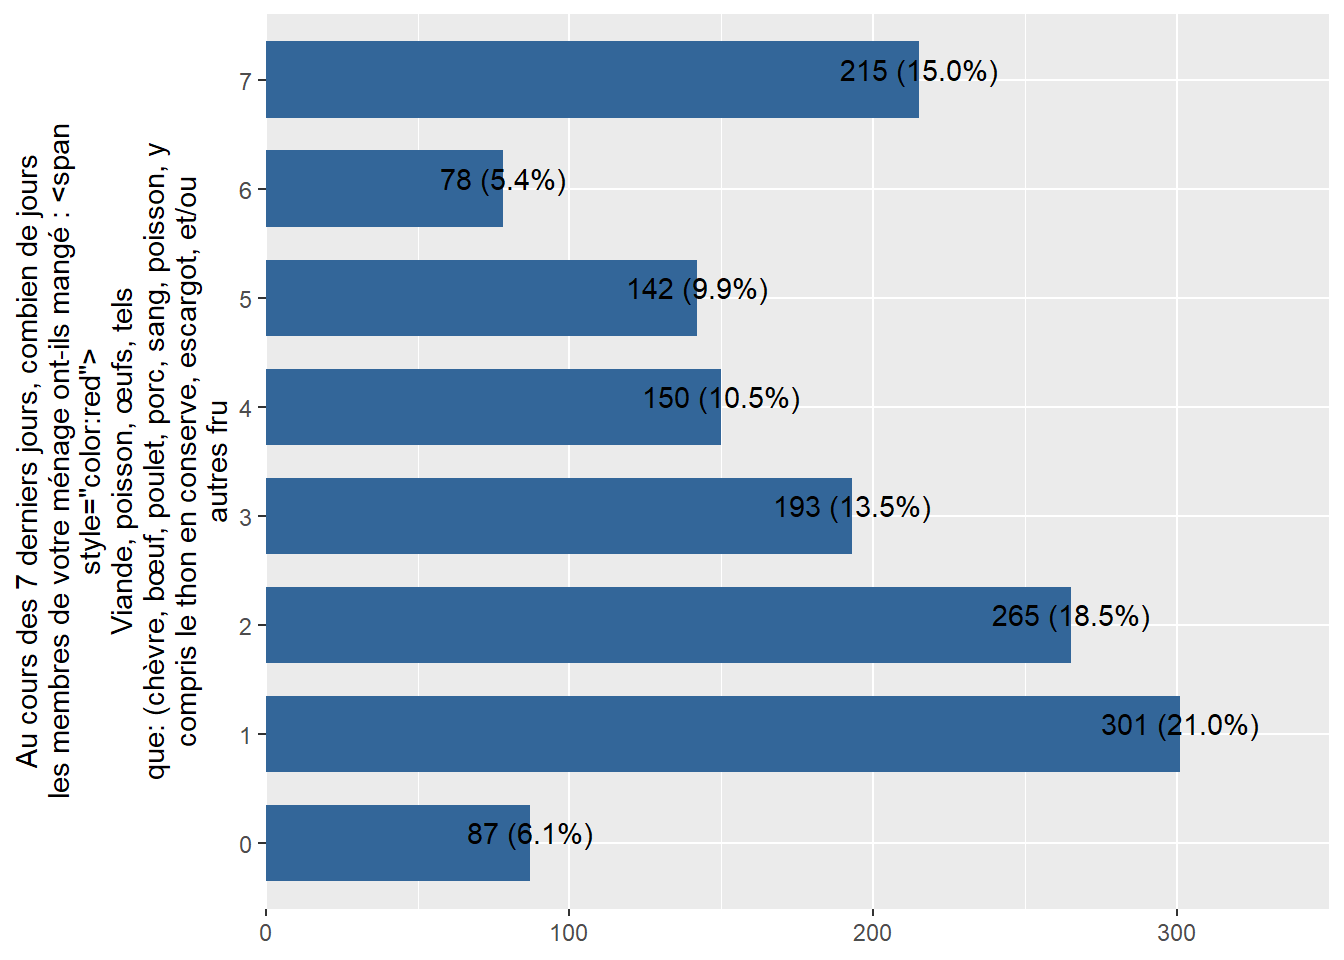 Au cours des 7 derniers jours, combien de jours
les membres de votre ménage ont-ils mangé : <span
style="color:red">
Viande, poisson, œufs, tels
que: (chèvre, bœuf, poulet, porc, sang, poisson, y
compris le thon en conserve, escargot, et/ou
autres fru
7
215 (15.0%)
6
78 (5.4%)
5
142 (9.9%)
4
150 (10.5%)
3
193 (13.5%)
2
265 (18.5%)
1
301 (21.0%)
0
87 (6.1%)
0 100 200 300